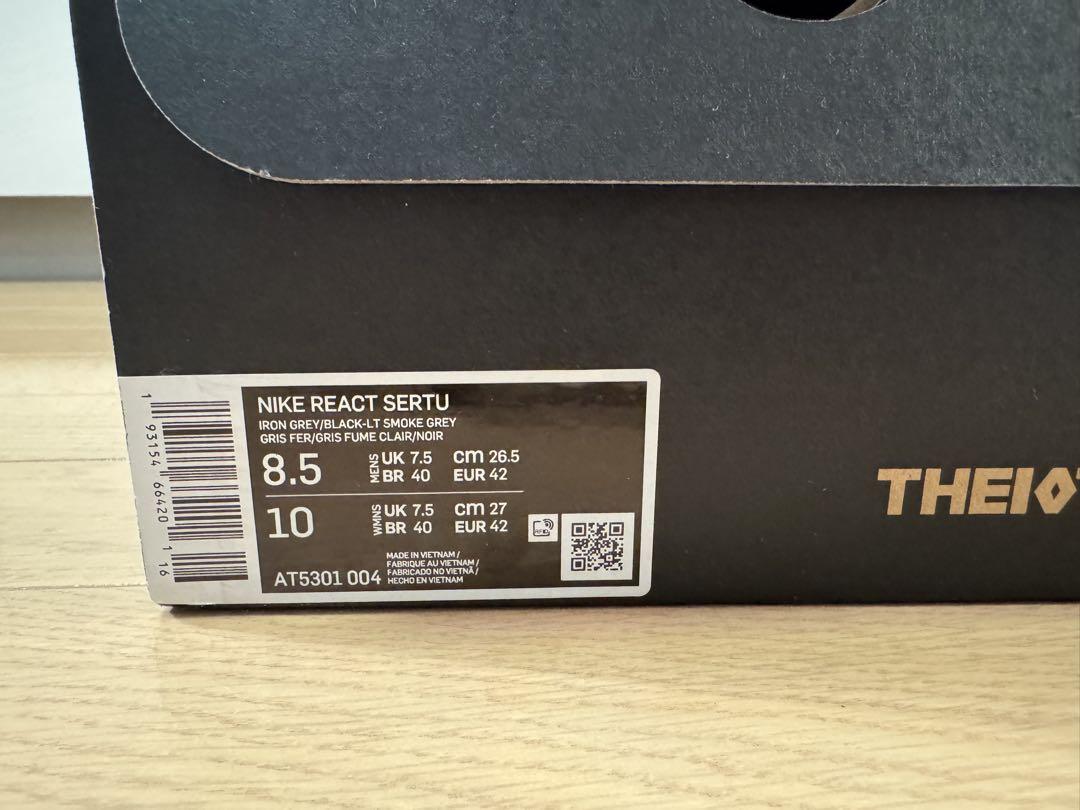 NIKE REACT SERTU
IRON GREY/BLACK-LT SMOKE GREY
GRIS FER/GRIS FUME CLAIR/NOIR
8.5 MENS UK 7.5 cm 26.5
BR 40 EUR 42
10 WMNS UK 7.5 cm 27
BR 40 EUR 42
AT5301 004
MADE IN VIETNAM /
FABRIQUE AU VIETNAM /
FABRICADO NO VIETNÃ /
HECHO EN VIETNAM
RFID
1 93154 66420 1 16